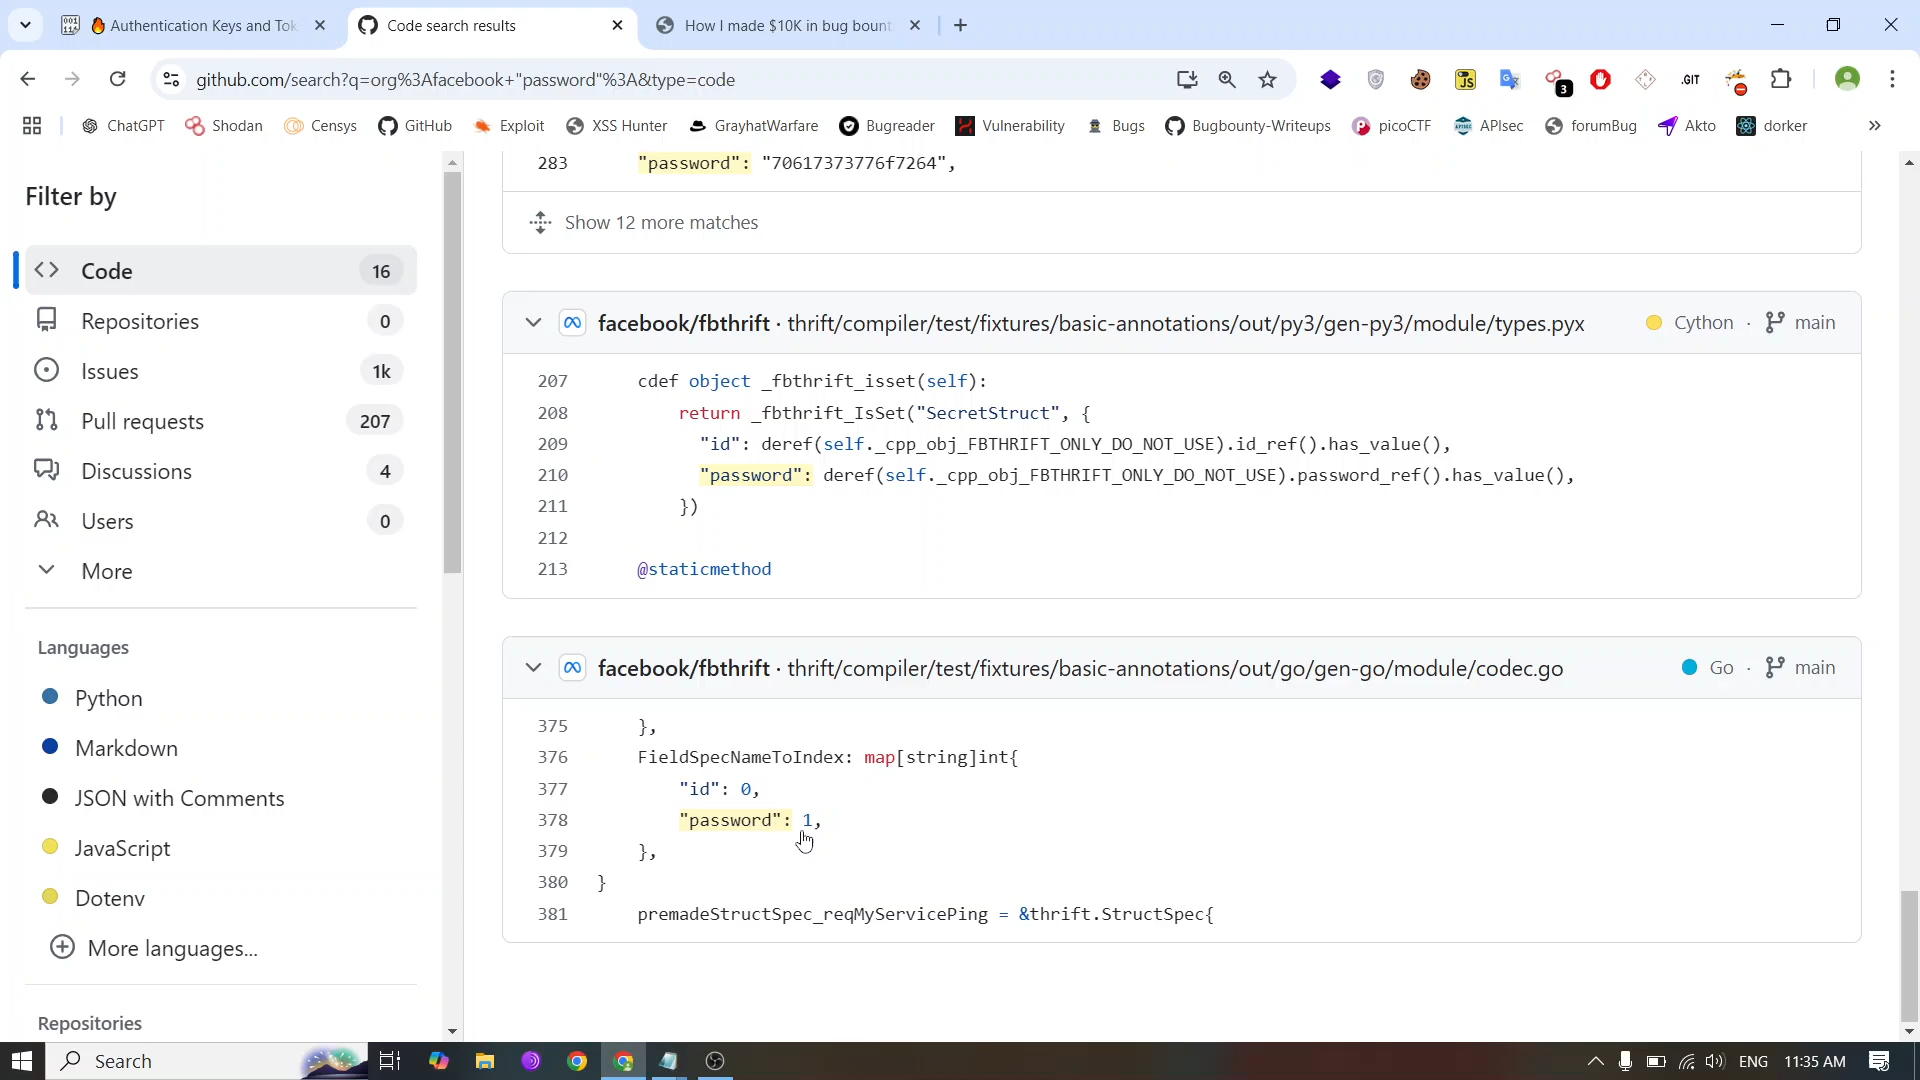 🔥 Authentication Keys and Tok
Code search results
How I made $10K in bug bount
github.com/search?q=org%3Afacebook+"password"%3A&type=code
3
.GIT
ChatGPT
Shodan
Censys
GitHub
Exploit
XSS Hunter
GrayhatWarfare
Bugreader
Vulnerability
Bugs
Bugbounty-Writeups
picoCTF
APIsec
forumBug
Akto
dorker
Filter by
Code 16
Repositories 0
Issues 1k
Pull requests 207
Discussions 4
Users 0
More
Languages
Python
Markdown
JSON with Comments
JavaScript
Dotenv
More languages...
Repositories
283 "password": "70617373776f7264",
Show 12 more matches
facebook/fbthrift · thrift/compiler/test/fixtures/basic-annotations/out/py3/gen-py3/module/types.pyx Cython · main
207 cdef object _fbthrift_isset(self):
208 return _fbthrift_IsSet("SecretStruct", {
209 "id": deref(self._cpp_obj_FBTHRIFT_ONLY_DO_NOT_USE).id_ref().has_value(),
210 "password": deref(self._cpp_obj_FBTHRIFT_ONLY_DO_NOT_USE).password_ref().has_value(),
211 })
212
213 @staticmethod
facebook/fbthrift · thrift/compiler/test/fixtures/basic-annotations/out/go/gen-go/module/codec.go Go · main
375 },
376 FieldSpecNameToIndex: map[string]int{
377 "id": 0,
378 "password": 1,
379 },
380 }
381 premadeStructSpec_reqMyServicePing = &thrift.StructSpec{
Search
ENG
11:35 AM